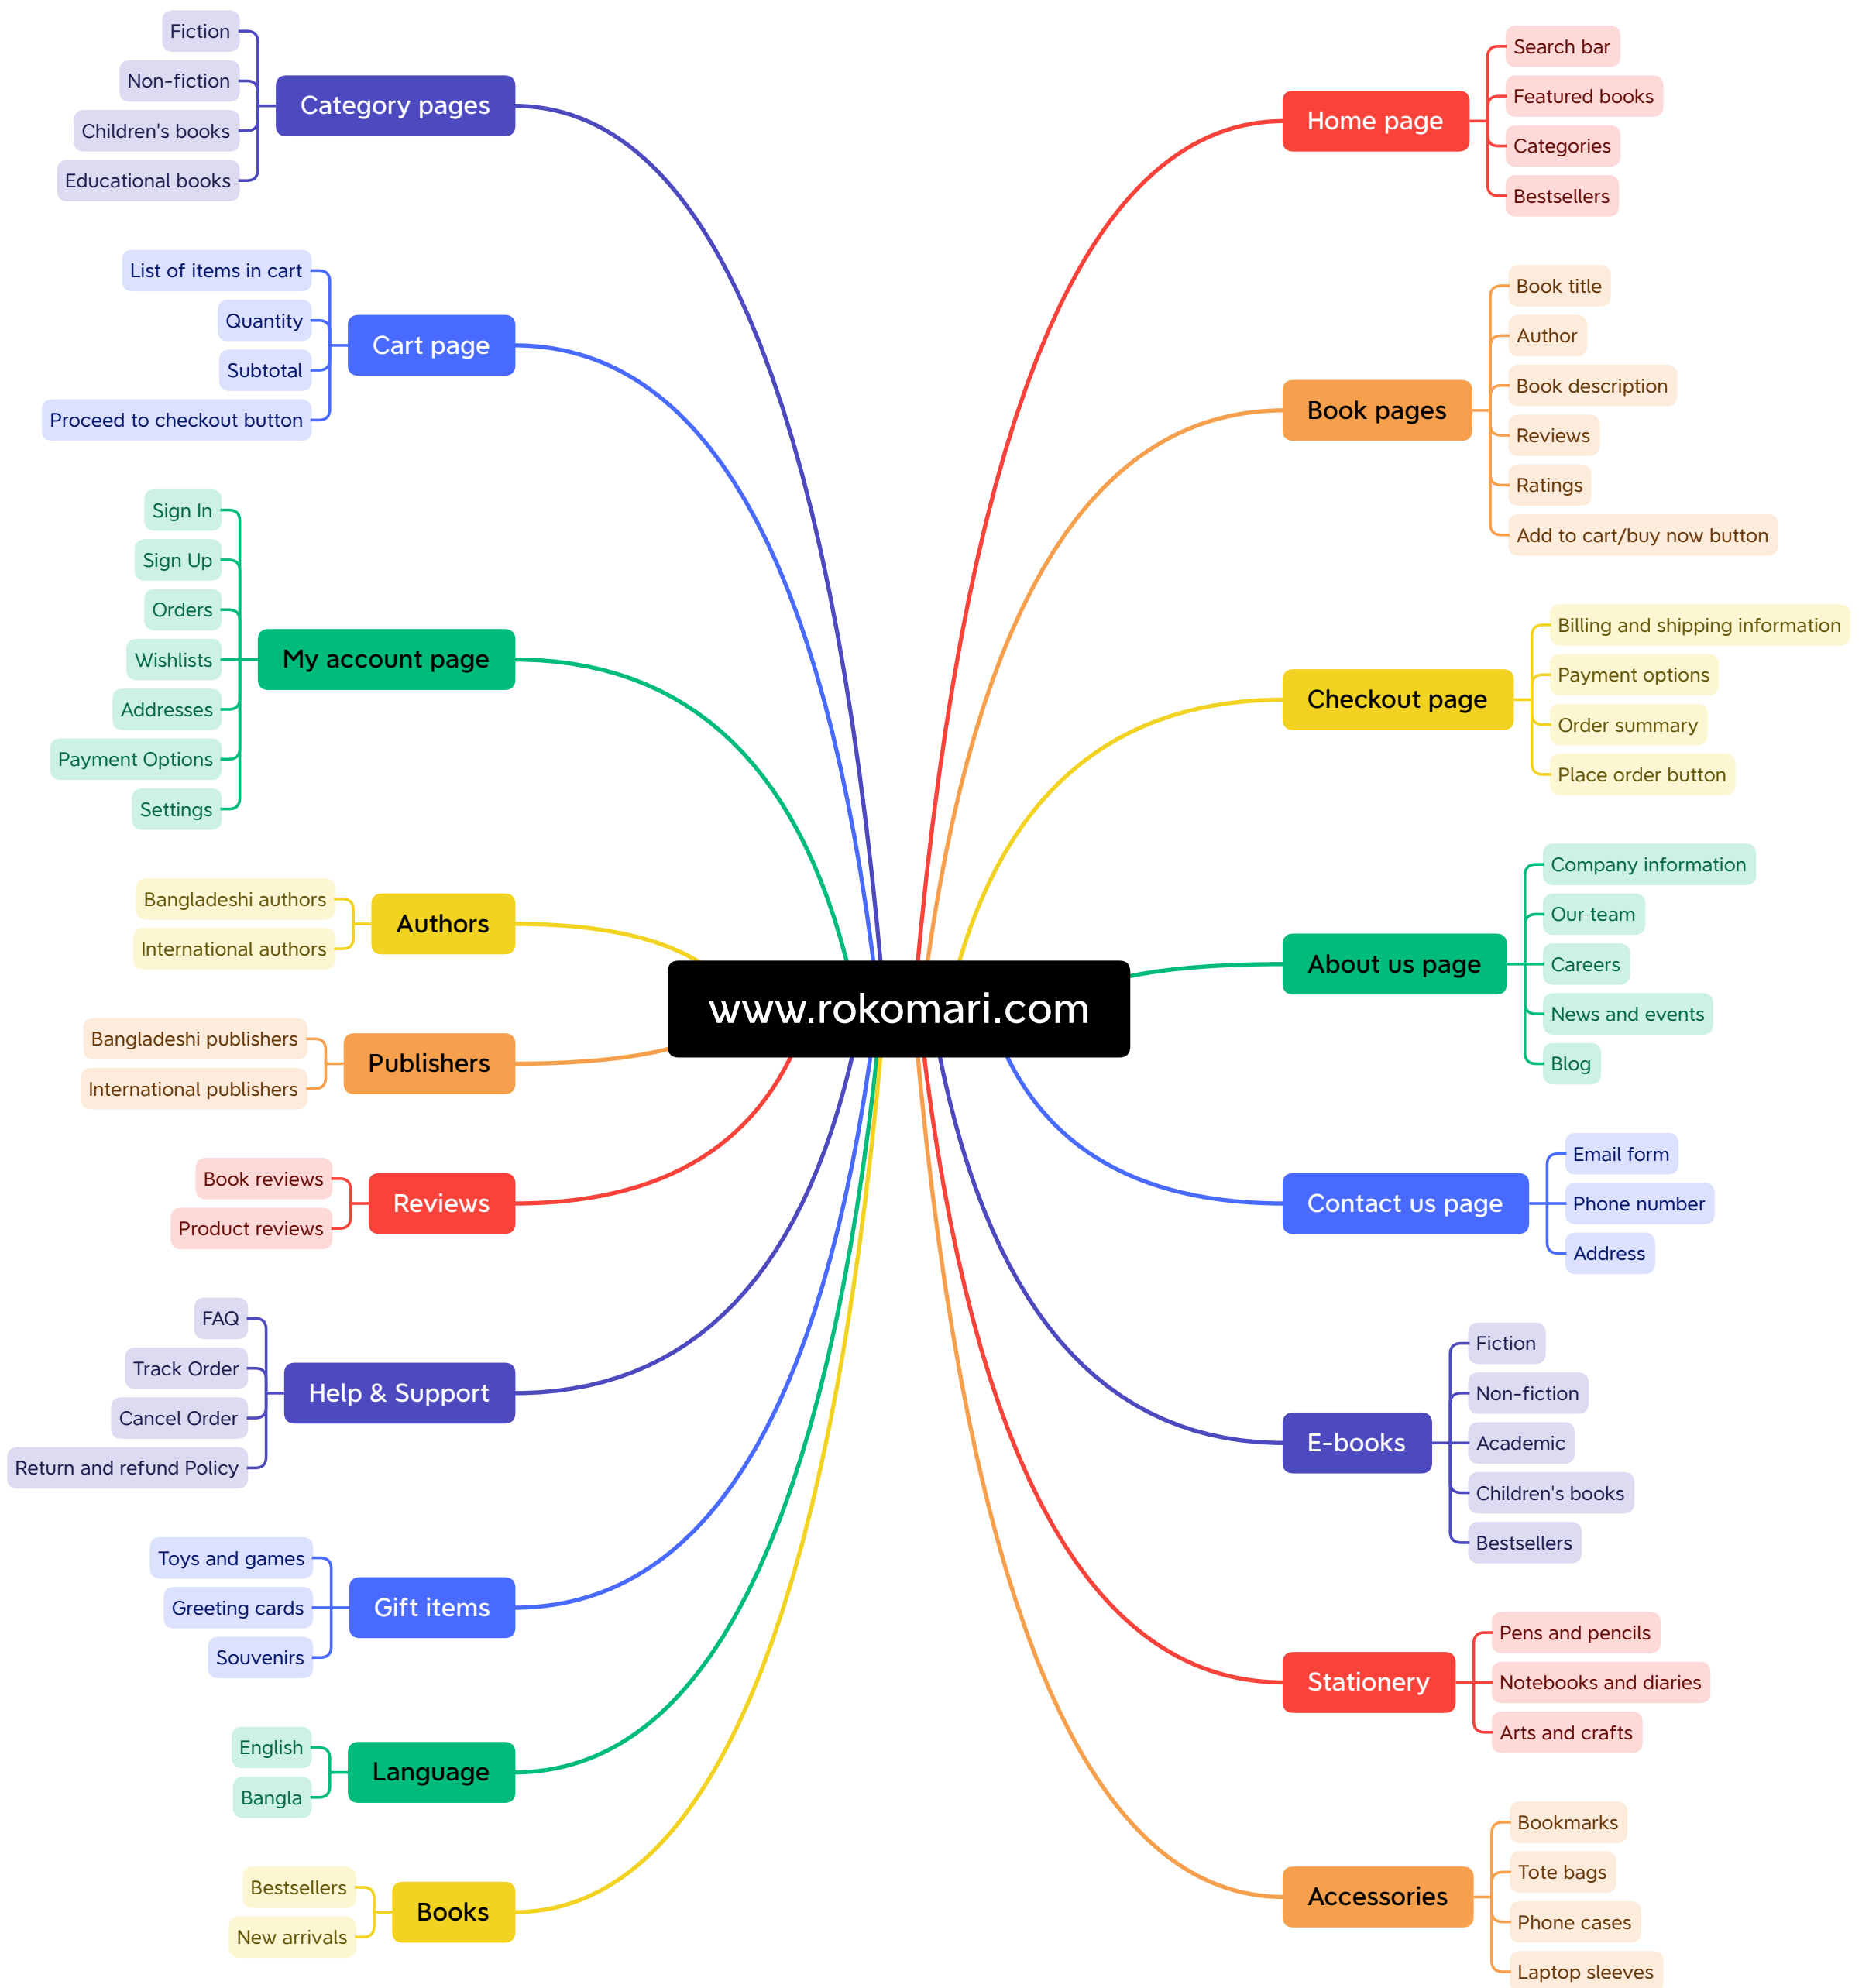 www.rokomari.com
Home page
Search bar
Featured books
Categories
Bestsellers
Book pages
Book title
Author
Book description
Reviews
Ratings
Add to cart/buy now button
Checkout page
Billing and shipping information
Payment options
Order summary
Place order button
About us page
Company information
Our team
Careers
News and events
Blog
Contact us page
Email form
Phone number
Address
E-books
Fiction
Non-fiction
Academic
Children's books
Bestsellers
Stationery
Pens and pencils
Notebooks and diaries
Arts and crafts
Accessories
Bookmarks
Tote bags
Phone cases
Laptop sleeves
Category pages
Fiction
Non-fiction
Children's books
Educational books
Cart page
List of items in cart
Quantity
Subtotal
Proceed to checkout button
My account page
Sign In
Sign Up
Orders
Wishlists
Addresses
Payment Options
Settings
Authors
Bangladeshi authors
International authors
Publishers
Bangladeshi publishers
International publishers
Reviews
Book reviews
Product reviews
Help & Support
FAQ
Track Order
Cancel Order
Return and refund Policy
Gift items
Toys and games
Greeting cards
Souvenirs
Language
English
Bangla
Books
Bestsellers
New arrivals